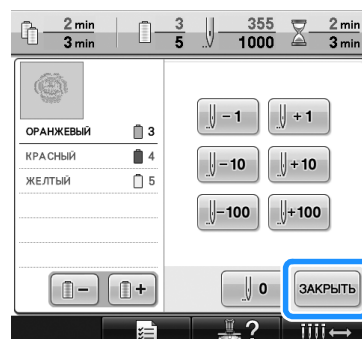 2 min 3 355 2 min
3 min 5 1000 3 min
ОРАНЖЕВЫЙ 3
КРАСНЫЙ 4
ЖЕЛТЫЙ 5
-1 +1
-10 +10
-100 +100
- + 0 ЗАКРЫТЬ
?